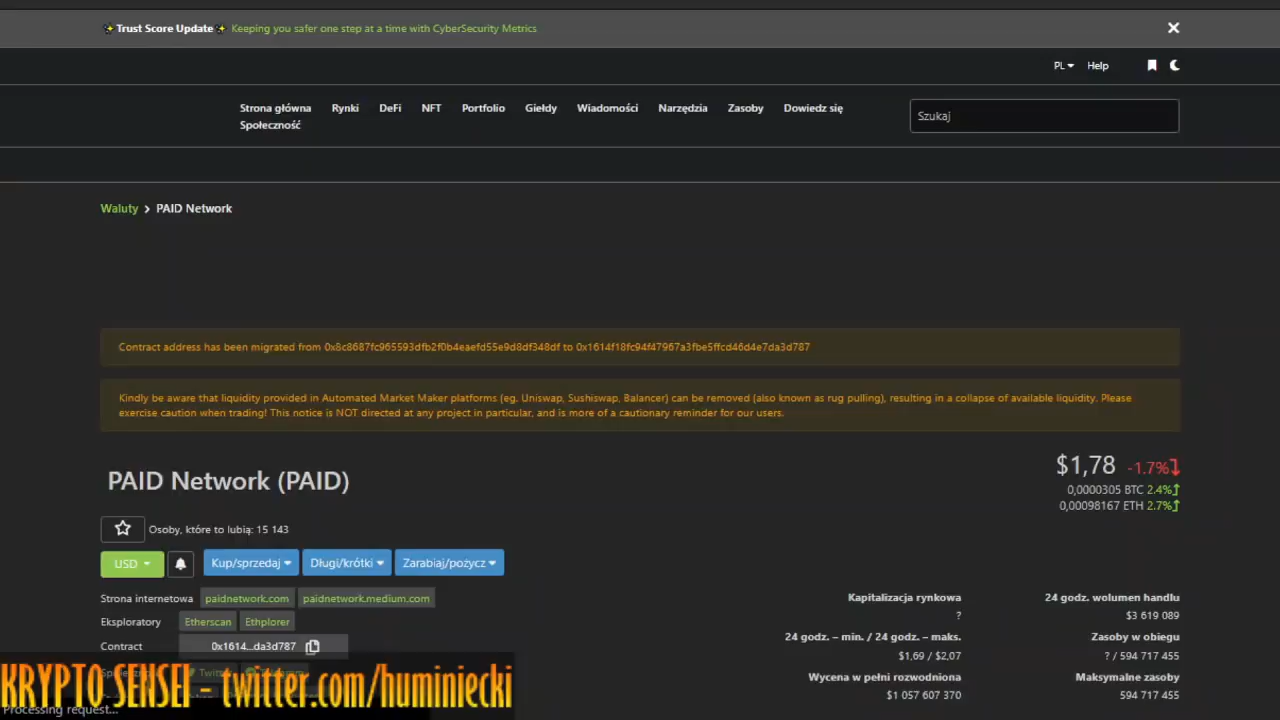 ✨Trust Score Update✨ Keeping you safer one step at a time with CyberSecurity Metrics
PL Help
Strona główna Rynki DeFi NFT Portfolio Giełdy Wiadomości Narzędzia Zasoby Dowiedz się
Społeczność
Szukaj
Waluty > PAID Network
Contract address has been migrated from 0x8c8687fc965593dfb2f0b4eaefd55e9d8df348df to 0x1614f18fc94f47967a3fbe5ffcd46d4e7da3d787
Kindly be aware that liquidity provided in Automated Market Maker platforms (eg. Uniswap, Sushiswap, Balancer) can be removed (also known as rug pulling), resulting in a collapse of available liquidity. Please
exercise caution when trading! This notice is NOT directed at any project in particular, and is more of a cautionary reminder for our users.
PAID Network (PAID)
$1,78 -1.7%
0,0000305 BTC 2.4%
0,00098167 ETH 2.7%
Osoby, które to lubią: 15 143
USD Kup/sprzedaj Długi/krótki Zarabiaj/pożycz
Strona internetowa paidnetwork.com paidnetwork.medium.com
Eksploratory Etherscan Ethplorer
Contract 0x1614...da3d787
Kapitalizacja rynkowa
?
24 godz. wolumen handlu
$3 619 089
24 godz. – min. / 24 godz. – maks.
$1,69 / $2,07
Zasoby w obiegu
? / 594 717 455
Wycena w pełni rozwodniona
$1 057 607 370
Maksymalne zasoby
594 717 455
KRYPTO SENSEI - twitter.com/huminiecki
Processing request...